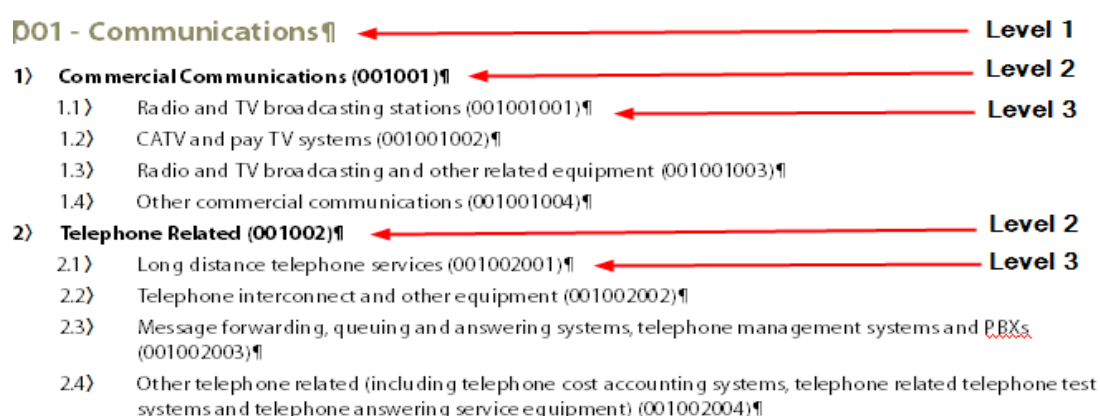 001 - Communications¶ Level 1
1) Commercial Communications (001001)¶ Level 2
1.1) Radio and TV broadcasting stations (001001001)¶ Level 3
1.2) CATV and pay TV systems (001001002)¶
1.3) Radio and TV broadcasting and other related equipment (001001003)¶
1.4) Other commercial communications (001001004)¶
2) Telephone Related (001002)¶ Level 2
2.1) Long distance telephone services (001002001)¶ Level 3
2.2) Telephone interconnect and other equipment (001002002)¶
2.3) Message forwarding, queuing and answering systems, telephone management systems and PBXs
(001002003)¶
2.4) Other telephone related (including telephone cost accounting systems, telephone related telephone test
systems and telephone answering service equipment) (001002004)¶